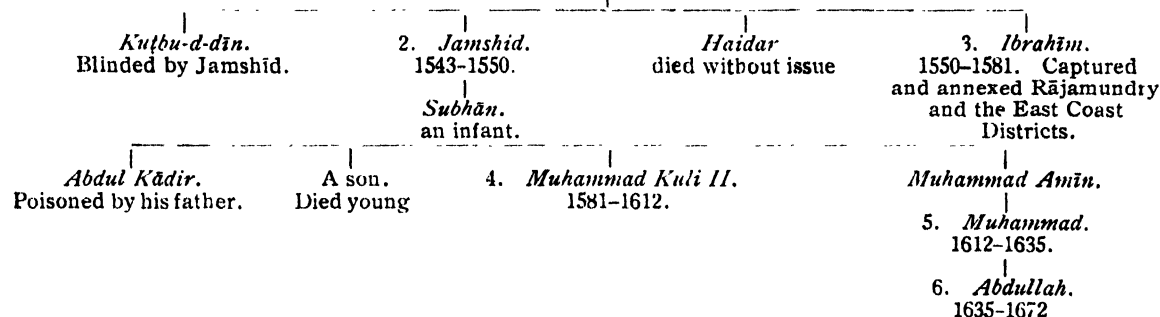 Kuṭbu-d-dīn. 2. Jamshid. Haidar 3. Ibrahīm.
Blinded by Jamshīd. 1543-1550. died without issue 1550–1581. Captured
and annexed Rājamundry
Subhān. and the East Coast
an infant. Districts.
Abdul Kādir. A son. 4. Muhammad Kuli II. Muhammad Amīn.
Poisoned by his father. Died young 1581–1612.
5. Muhammad.
1612–1635.
6. Abdullah.
1635–1672